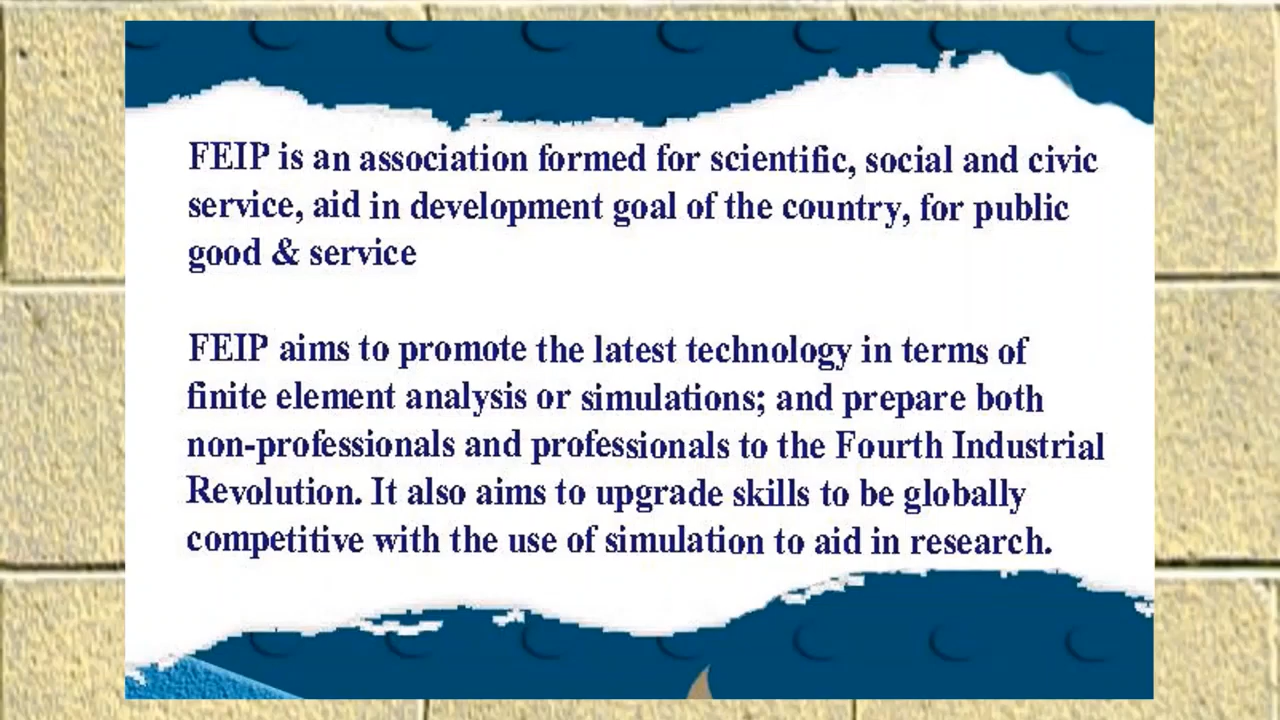 FEIP is an association formed for scientific, social and civic
service, aid in development goal of the country, for public
good & service
FEIP aims to promote the latest technology in terms of
finite element analysis or simulations; and prepare both
non-professionals and professionals to the Fourth Industrial
Revolution. It also aims to upgrade skills to be globally
competitive with the use of simulation to aid in research.